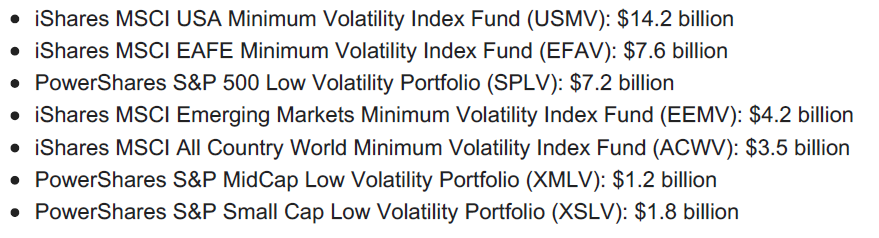 • iShares MSCI USA Minimum Volatility Index Fund (USMV): $14.2 billion
• iShares MSCI EAFE Minimum Volatility Index Fund (EFAV): $7.6 billion
• PowerShares S&P 500 Low Volatility Portfolio (SPLV): $7.2 billion
• iShares MSCI Emerging Markets Minimum Volatility Index Fund (EEMV): $4.2 billion
• iShares MSCI All Country World Minimum Volatility Index Fund (ACWV): $3.5 billion
• PowerShares S&P MidCap Low Volatility Portfolio (XMLV): $1.2 billion
• PowerShares S&P Small Cap Low Volatility Portfolio (XSLV): $1.8 billion